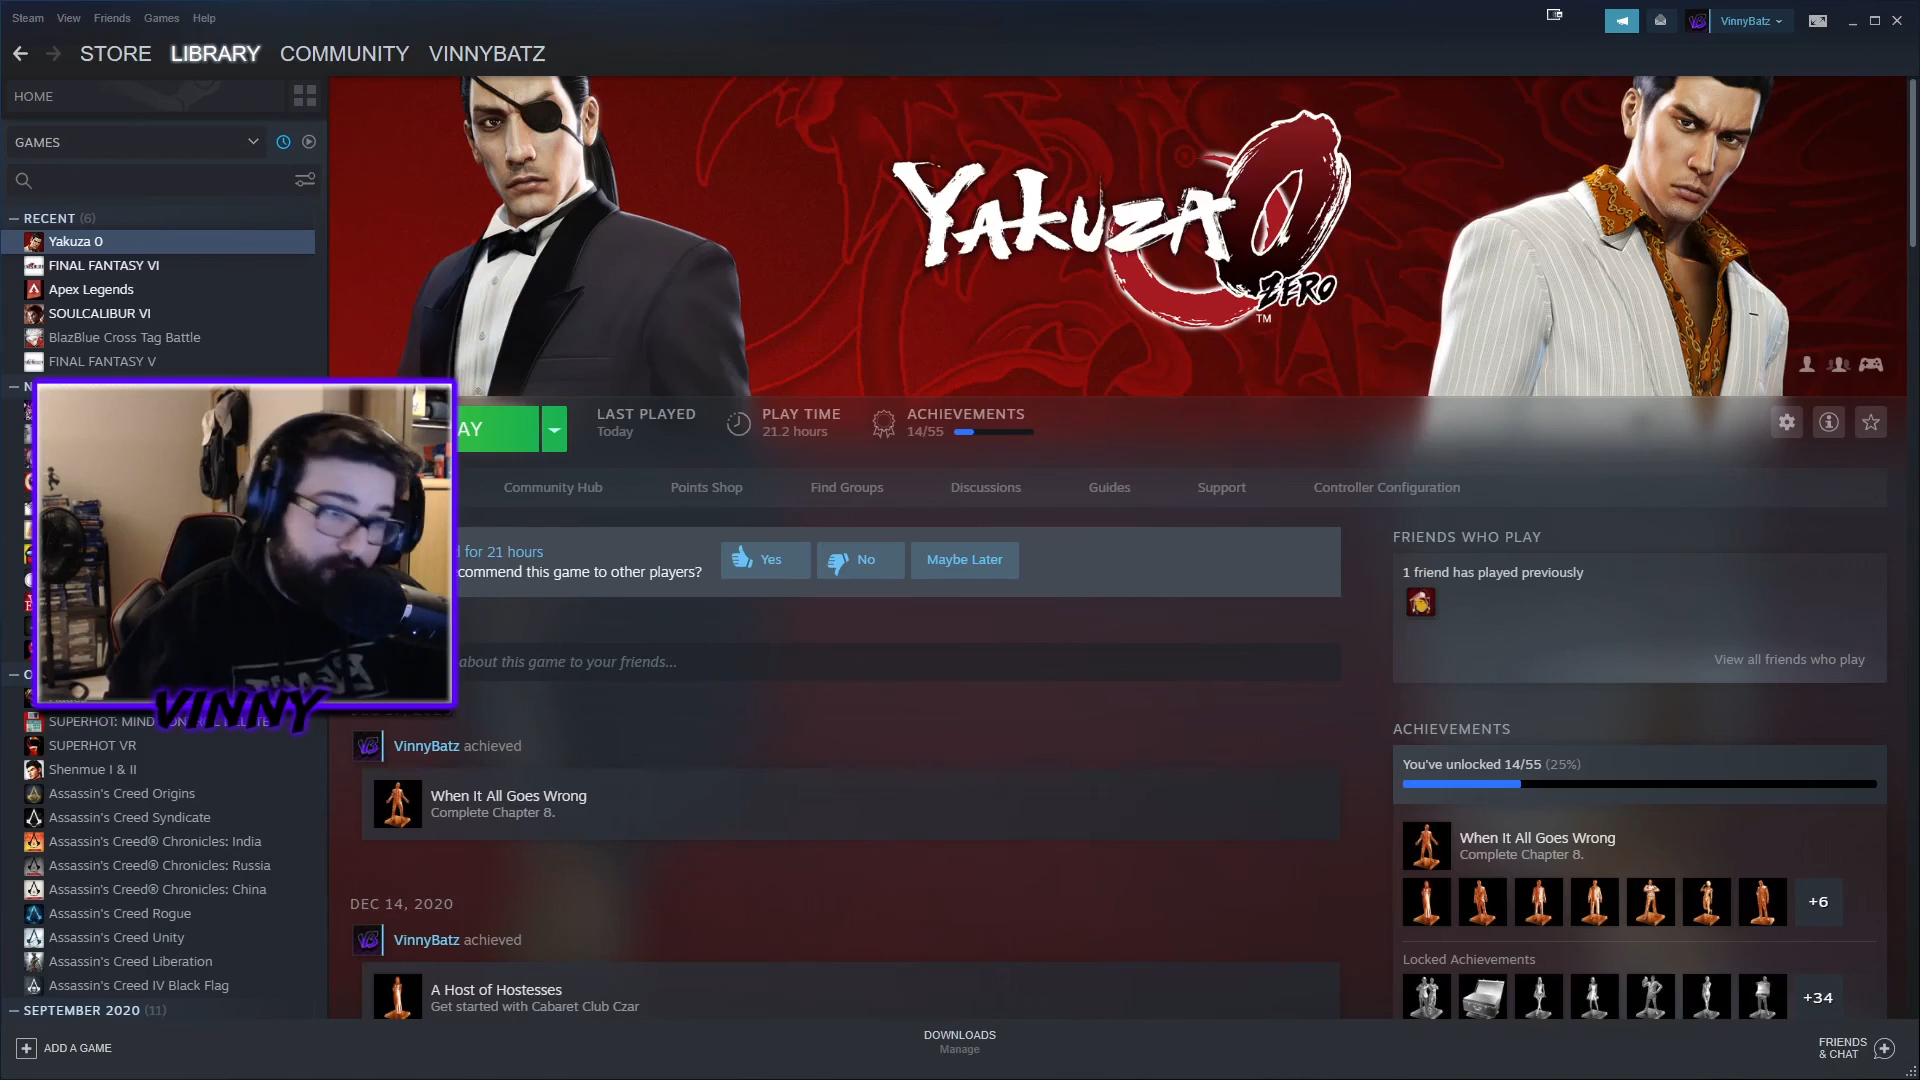 Steam View Friends Games Help
VinnyBatz
STORE LIBRARY COMMUNITY VINNYBATZ
HOME
GAMES
RECENT (6)
Yakuza 0
FINAL FANTASY VI
Apex Legends
SOULCALIBUR VI
BlazBlue Cross Tag Battle
FINAL FANTASY V
N
VINNY
SUPERHOT: MIND
SUPERHOT VR
Shenmue I & II
Assassin's Creed Origins
Assassin's Creed Syndicate
Assassin's Creed® Chronicles: India
Assassin's Creed® Chronicles: Russia
Assassin's Creed® Chronicles: China
Assassin's Creed Rogue
Assassin's Creed Unity
Assassin's Creed Liberation
Assassin's Creed IV Black Flag
SEPTEMBER 2020 (11)
ADD A GAME
YAKUZA 0
ZERO
TM
AY
LAST PLAYED
Today
PLAY TIME
21.2 hours
ACHIEVEMENTS
14/55
Community Hub Points Shop Find Groups Discussions Guides Support Controller Configuration
for 21 hours
commend this game to other players?
Yes No Maybe Later
about this game to your friends...
VinnyBatz achieved
When It All Goes Wrong
Complete Chapter 8.
DEC 14, 2020
VinnyBatz achieved
A Host of Hostesses
Get started with Cabaret Club Czar
FRIENDS WHO PLAY
1 friend has played previously
View all friends who play
ACHIEVEMENTS
You've unlocked 14/55 (25%)
When It All Goes Wrong
Complete Chapter 8.
+6
Locked Achievements
+34
DOWNLOADS
Manage
FRIENDS
& CHAT